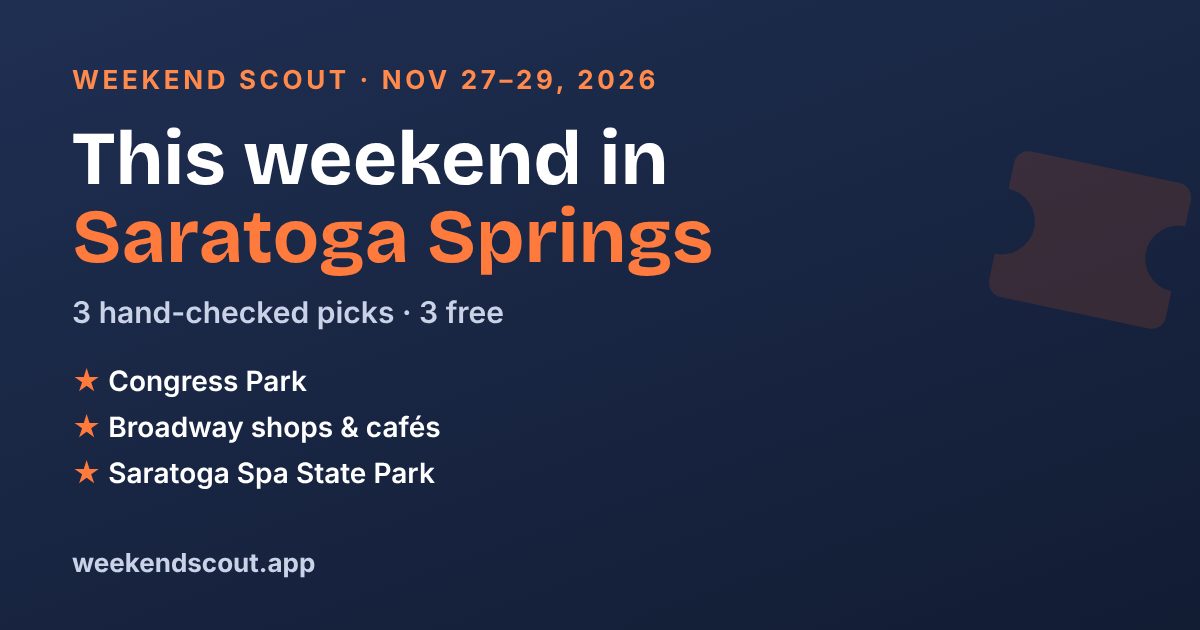 WEEKEND SCOUT · NOV 27–29, 2026
This weekend in
Saratoga Springs
3 hand-checked picks · 3 free
★ Congress Park
★ Broadway shops & cafés
★ Saratoga Spa State Park
weekendscout.app